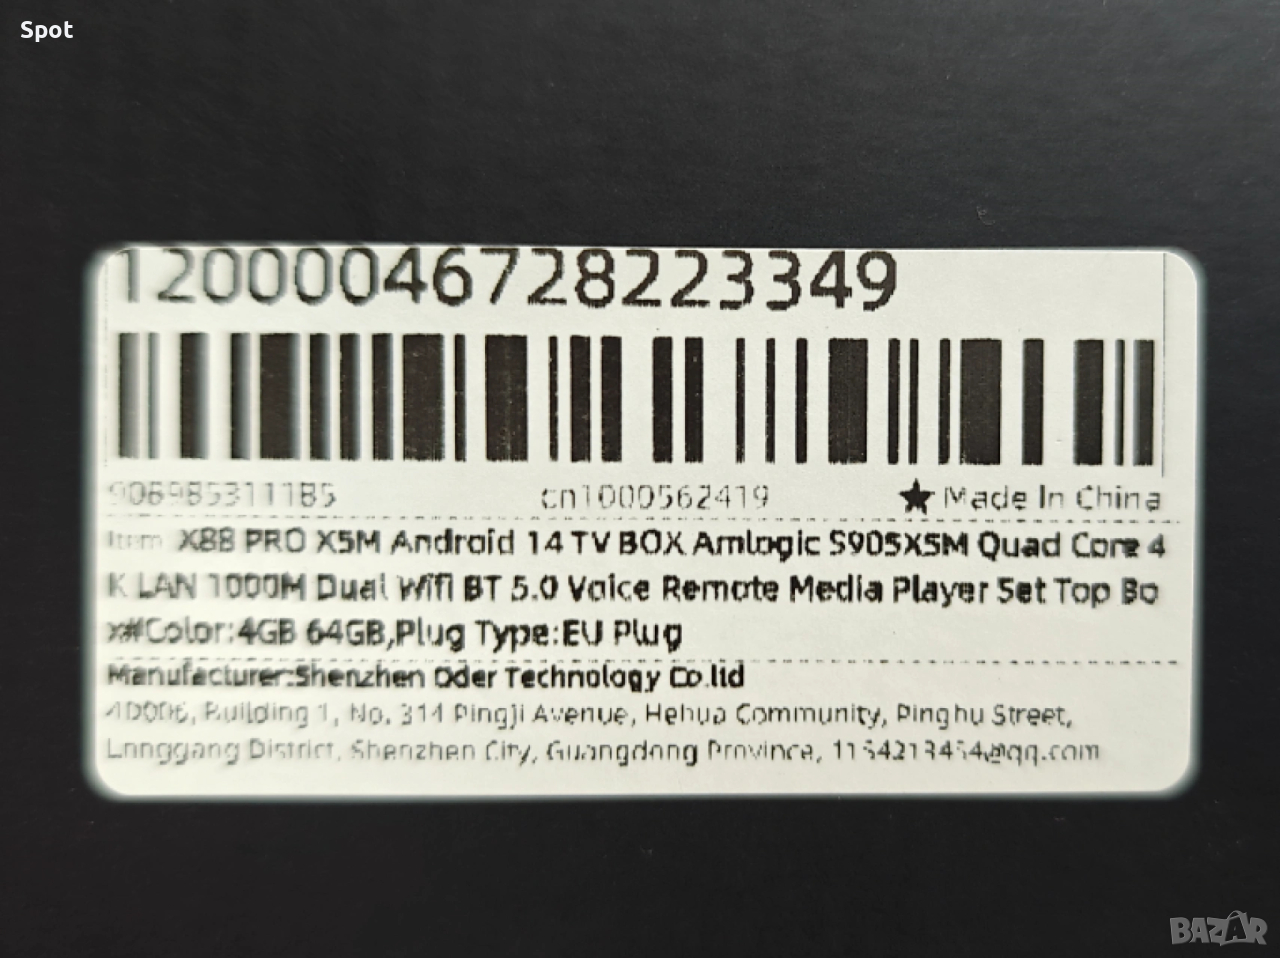 Spot
12000046728223349
cn1000562419 ★ Made In China
Item: X88 PRO X5M Android 14 TV BOX Amlogic S905X5M Quad Core 4
K LAN 1000M Dual Wifi BT 5.0 Voice Remote Media Player Set Top Bo
x#Color:4GB 64GB,Plug Type:EU Plug
Manufacturer:Shenzhen Oder Technology Co.ltd
Building 1, No. 314 Pingji Avenue, Hehua Community, Pinghu Street,
Longgang District, Shenzhen City, Guangdong Province,
BAZAR